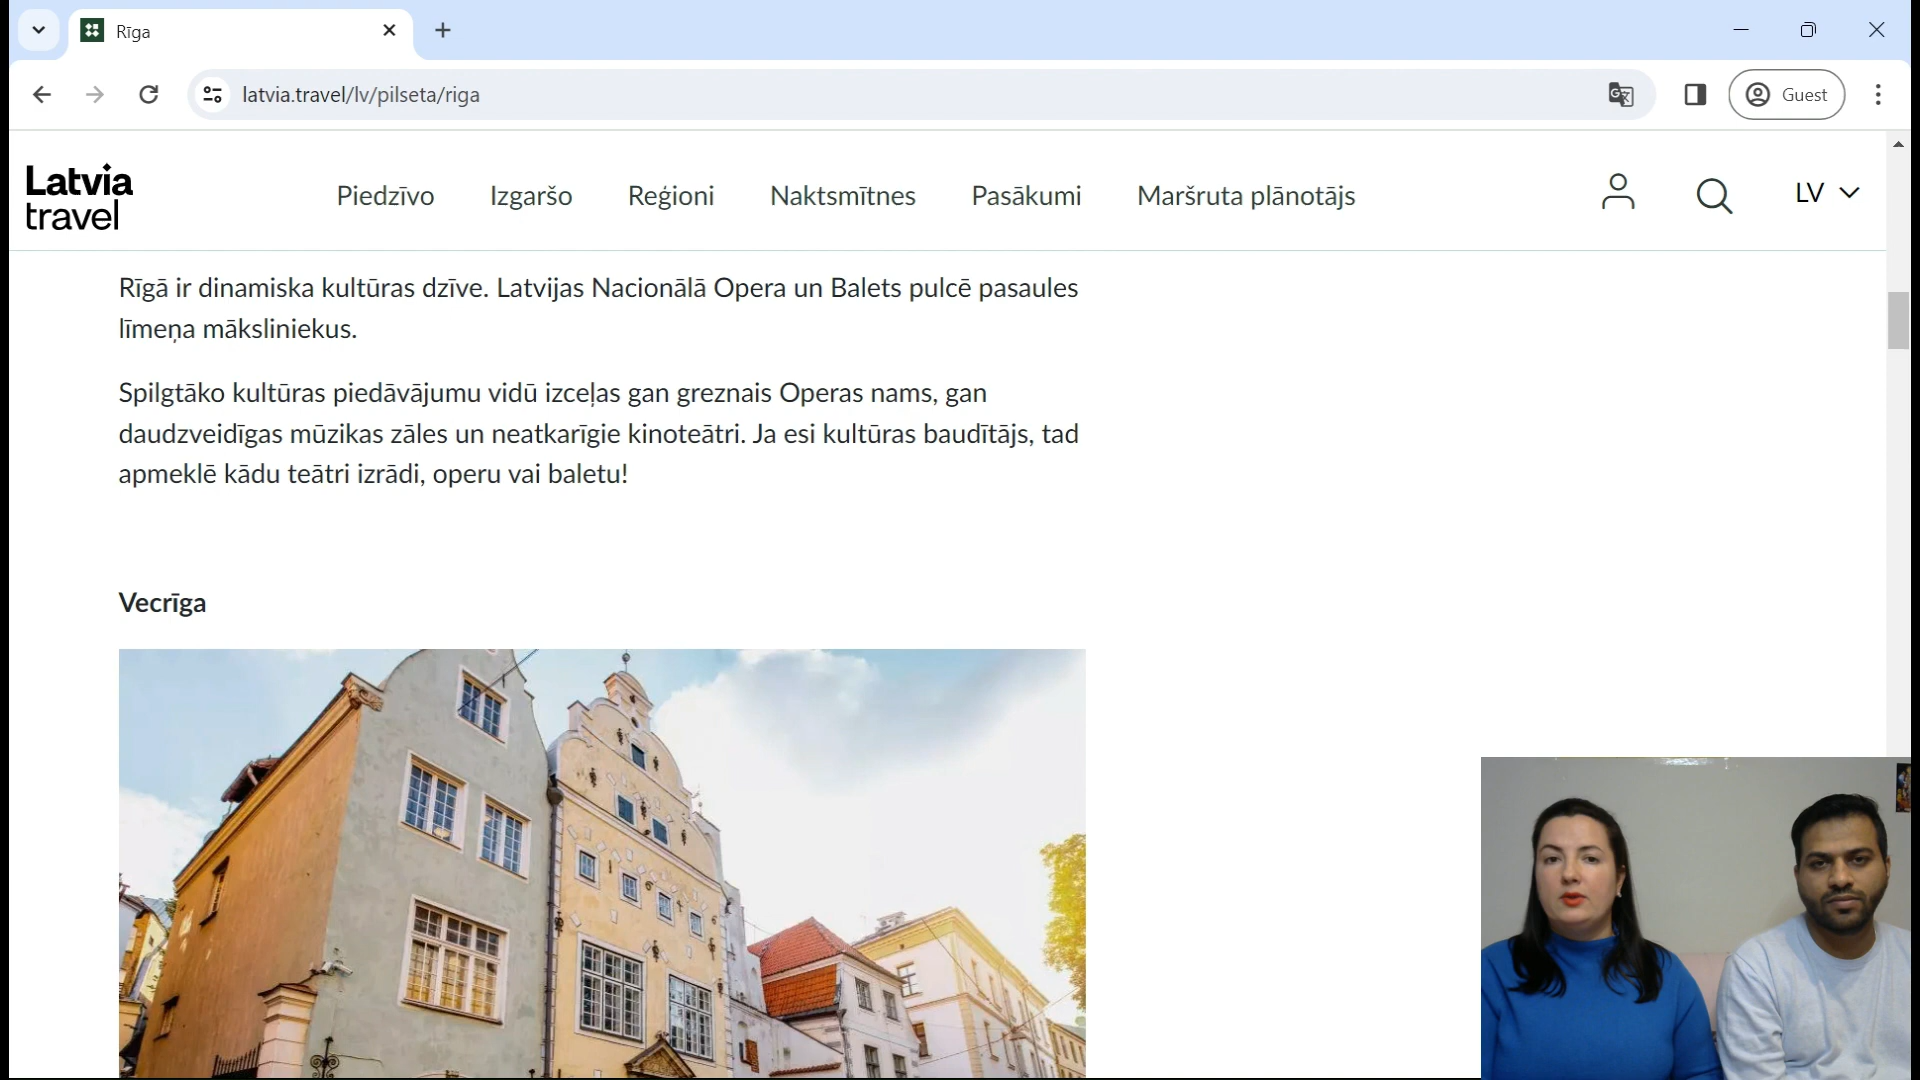 Rīga
latvia.travel/lv/pilseta/riga
Guest
Latvia
travel
Piedzīvo
Izgaršo
Reģioni
Naktsmītnes
Pasākumi
Maršruta plānotājs
LV
Rīgā ir dinamiska kultūras dzīve. Latvijas Nacionālā Opera un Balets pulcē pasaules
līmeņa māksliniekus.
Spilgtāko kultūras piedāvājumu vidū izceļas gan greznais Operas nams, gan
daudzveidīgas mūzikas zāles un neatkarīgie kinoteātri. Ja esi kultūras baudītājs, tad
apmeklē kādu teātri izrādi, operu vai baletu!
Vecrīga